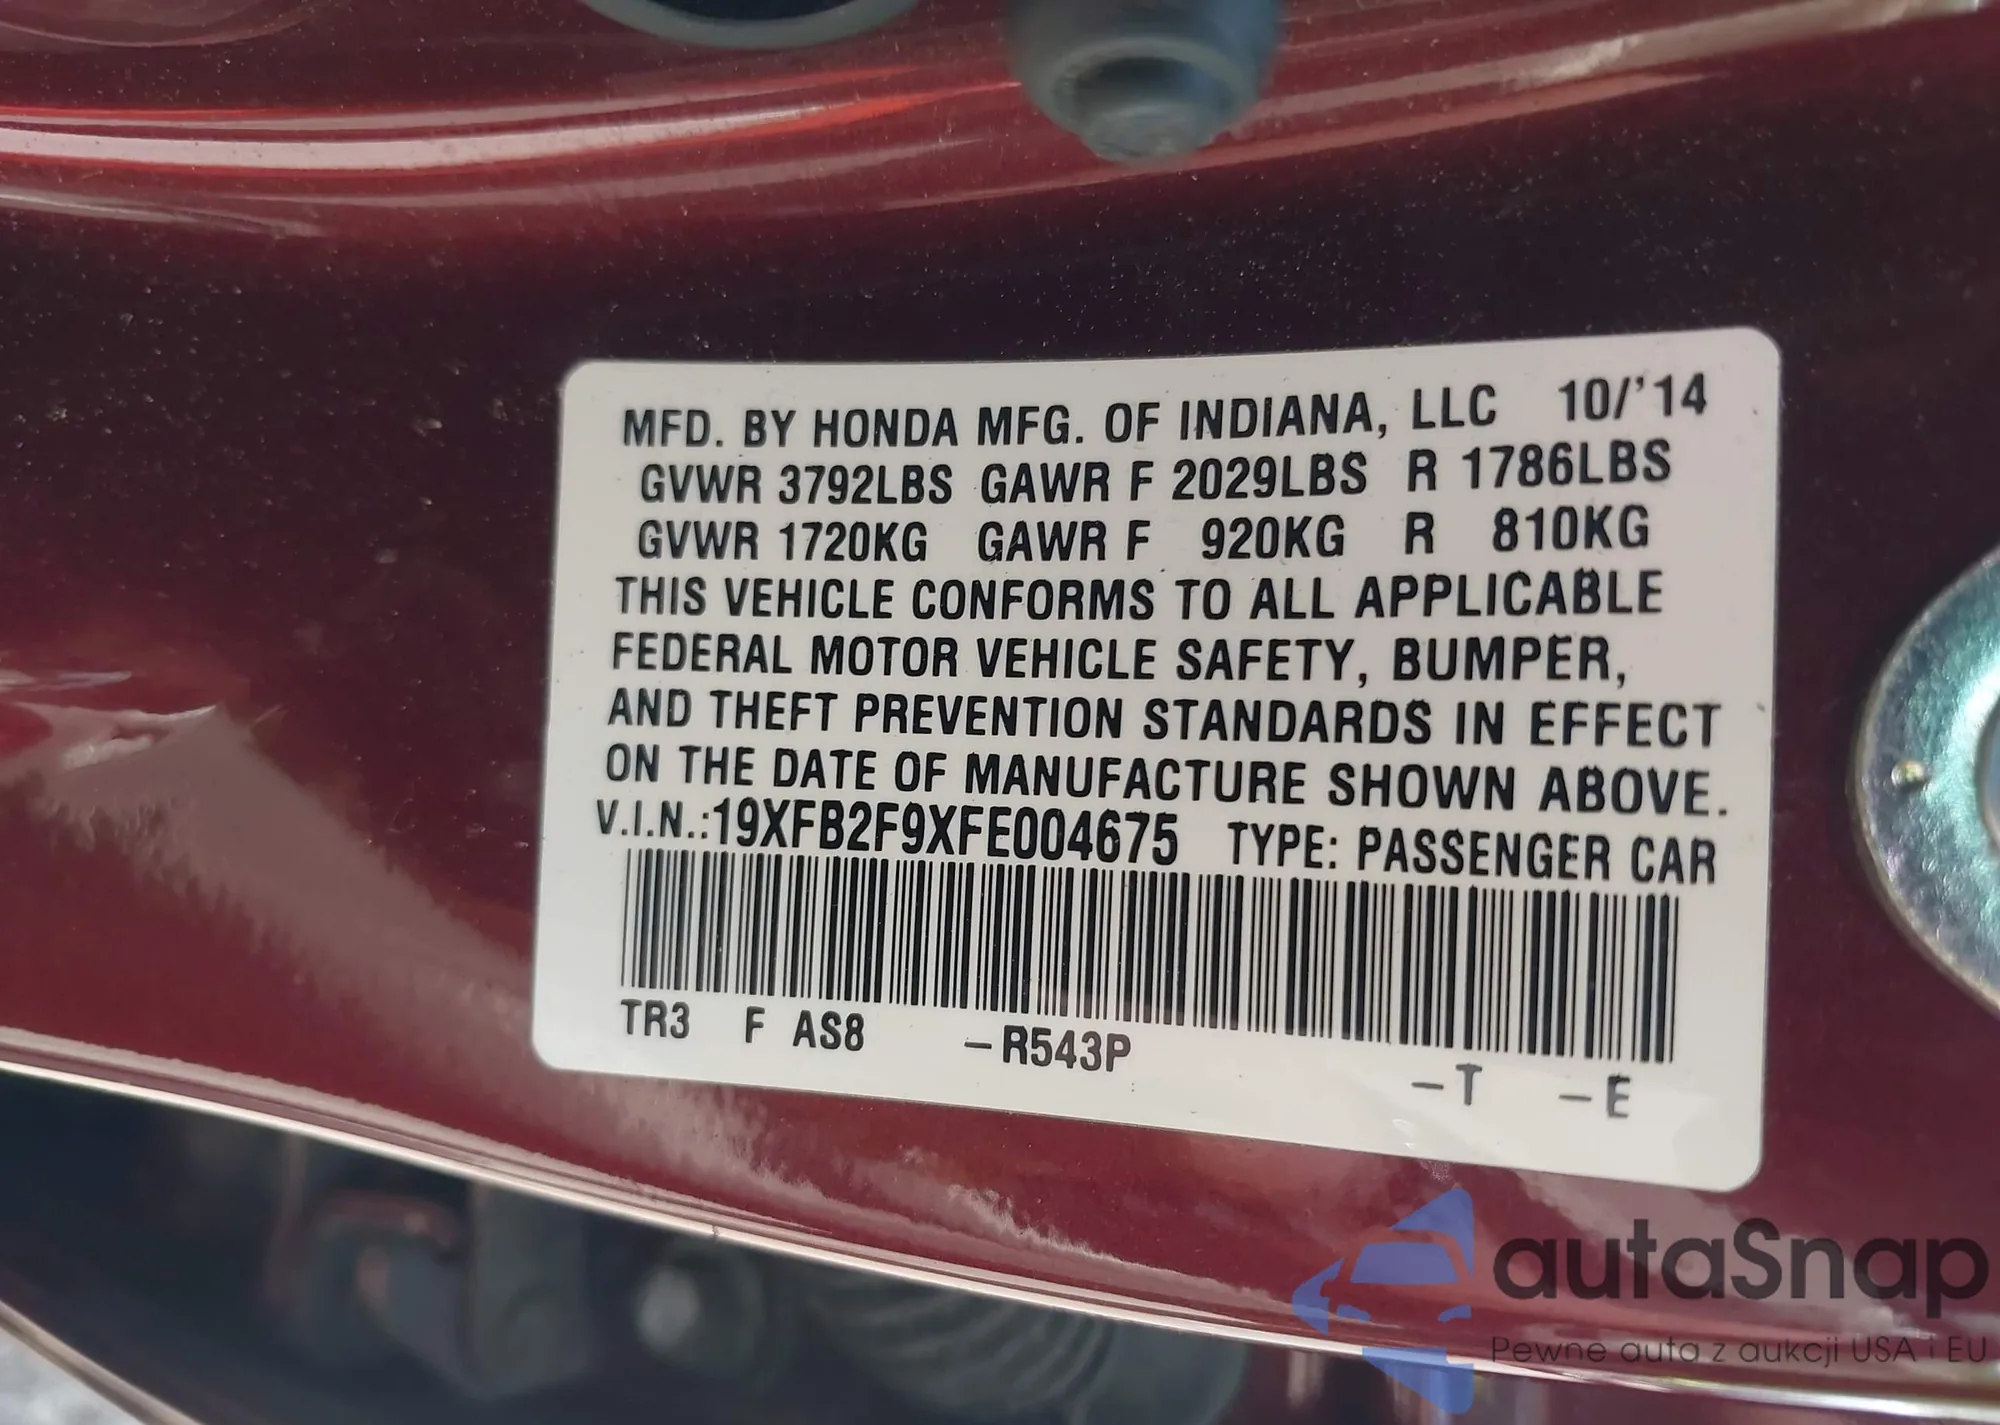 MFD. BY HONDA MFG. OF INDIANA, LLC 10/'14
GVWR 3792LBS GAWR F 2029LBS R 1786LBS
GVWR 1720KG GAWR F 920KG R 810KG
THIS VEHICLE CONFORMS TO ALL APPLICABLE
FEDERAL MOTOR VEHICLE SAFETY, BUMPER,
AND THEFT PREVENTION STANDARDS IN EFFECT
ON THE DATE OF MANUFACTURE SHOWN ABOVE.
V.I.N.:19XFB2F9XFE004675 TYPE: PASSENGER CAR
TR3 F AS8 –R543P –T –E
autaSnap
Pewne auta z aukcji USA i EU